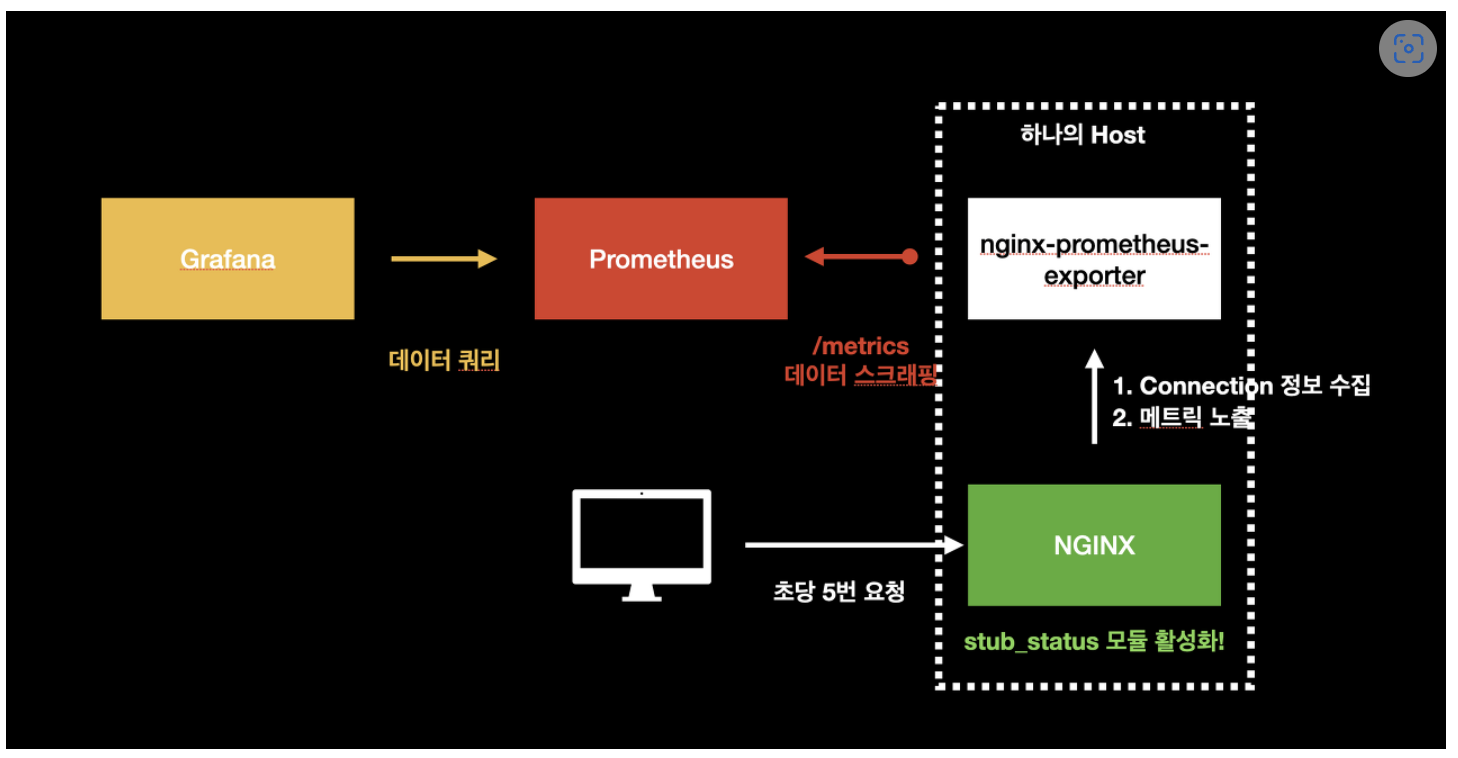 하나의 Host
Grafana
Prometheus
nginx-prometheus-
exporter
데이터 쿼리
/metrics
데이터 스크래핑
1. Connection 정보 수집
2. 메트릭 노출
초당 5번 요청
NGINX
stub_status 모듈 활성화!